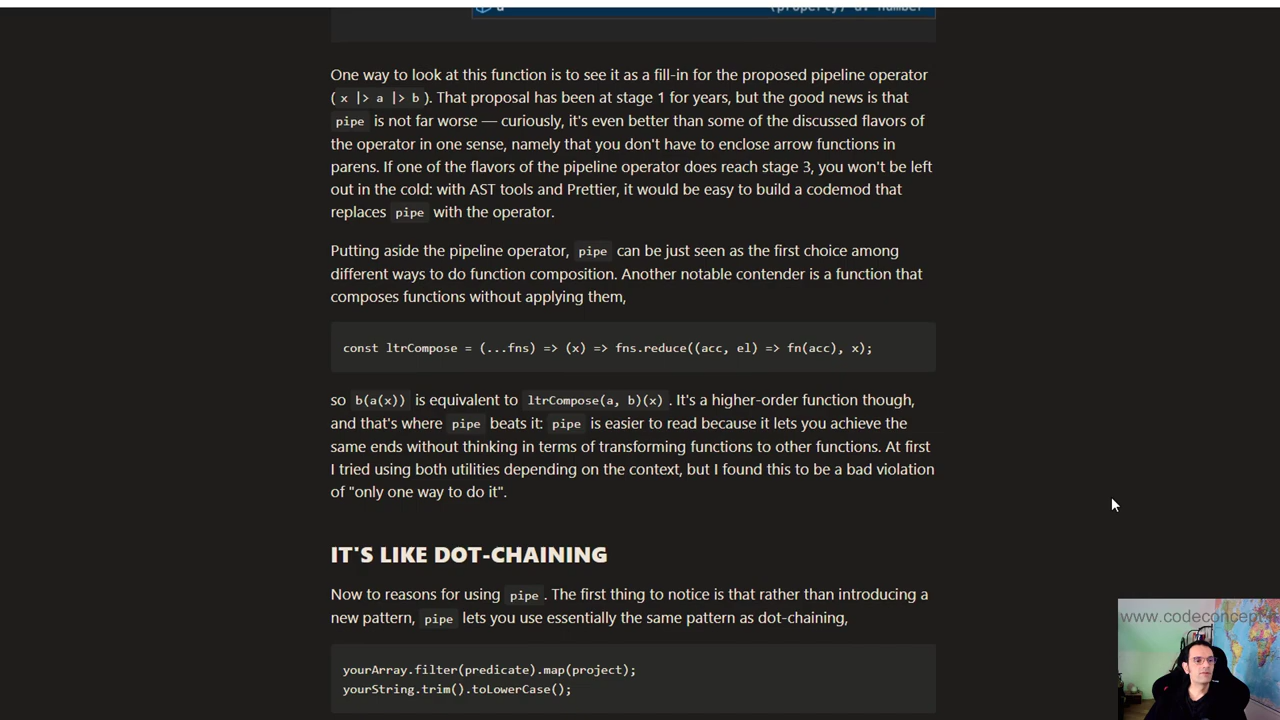 a (property) a: number
One way to look at this function is to see it as a fill-in for the proposed pipeline operator
( x |> a |> b ). That proposal has been at stage 1 for years, but the good news is that
pipe is not far worse — curiously, it's even better than some of the discussed flavors of
the operator in one sense, namely that you don't have to enclose arrow functions in
parens. If one of the flavors of the pipeline operator does reach stage 3, you won't be left
out in the cold: with AST tools and Prettier, it would be easy to build a codemod that
replaces pipe with the operator.
Putting aside the pipeline operator, pipe can be just seen as the first choice among
different ways to do function composition. Another notable contender is a function that
composes functions without applying them,
const ltrCompose = (...fns) => (x) => fns.reduce((acc, el) => fn(acc), x);
so b(a(x)) is equivalent to ltrCompose(a, b)(x) . It's a higher-order function though,
and that's where pipe beats it: pipe is easier to read because it lets you achieve the
same ends without thinking in terms of transforming functions to other functions. At first
I tried using both utilities depending on the context, but I found this to be a bad violation
of "only one way to do it".
IT'S LIKE DOT-CHAINING
Now to reasons for using pipe . The first thing to notice is that rather than introducing a
new pattern, pipe lets you use essentially the same pattern as dot-chaining,
yourArray.filter(predicate).map(project);
yourString.trim().toLowerCase();